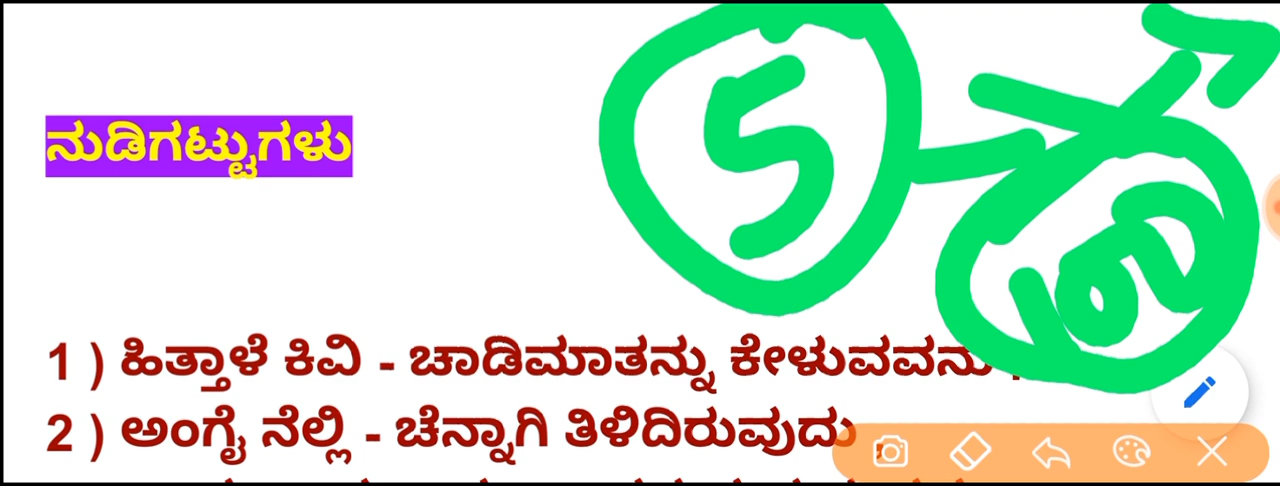 ನುಡಿಗಟ್ಟುಗಳು
5
1 ) ಹಿತ್ತಾಳೆ ಕಿವಿ - ಚಾಡಿಮಾತನ್ನು ಕೇಳುವವನು
2 ) ಅಂಗೈ ನೆಲ್ಲಿ - ಚೆನ್ನಾಗಿ ತಿಳಿದಿರುವುದು